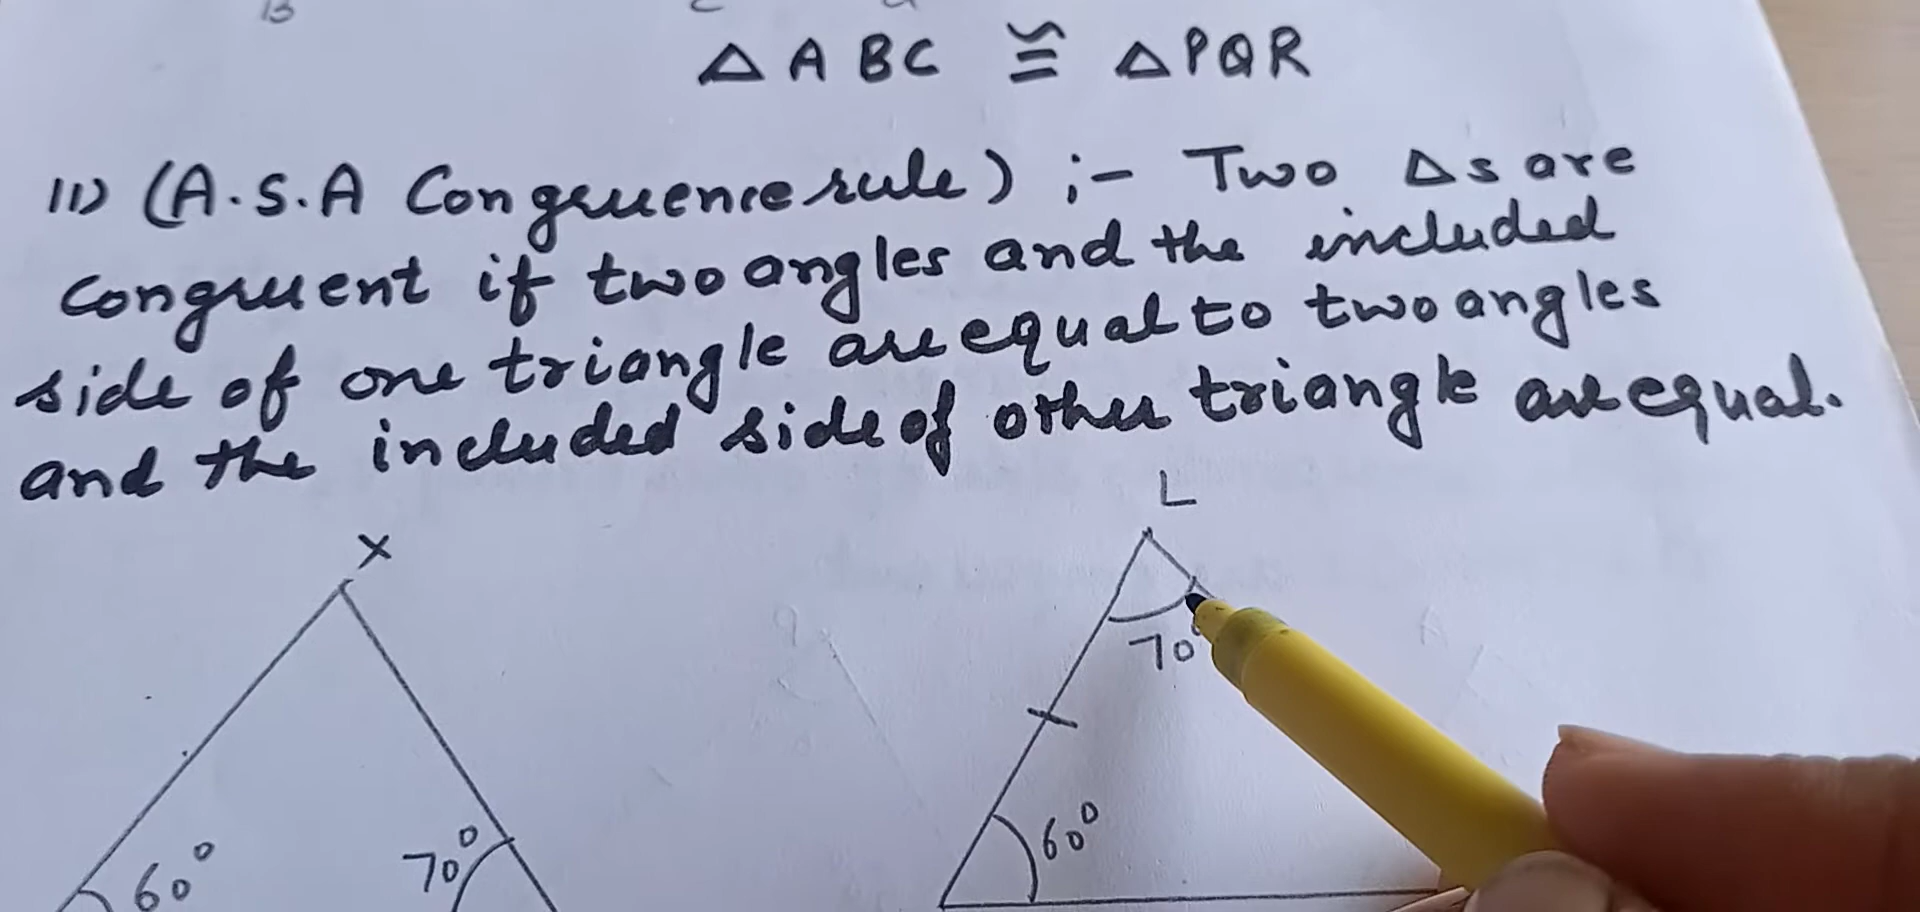 △ ABC ≅ △ PQR
11) (A.S.A Congruence rule) ;- Two △s are
congruent if two angles and the included
side of one triangle are equal to two angles
and the included side of other triangle are equal.
L
X
70°
60°
70°
60°